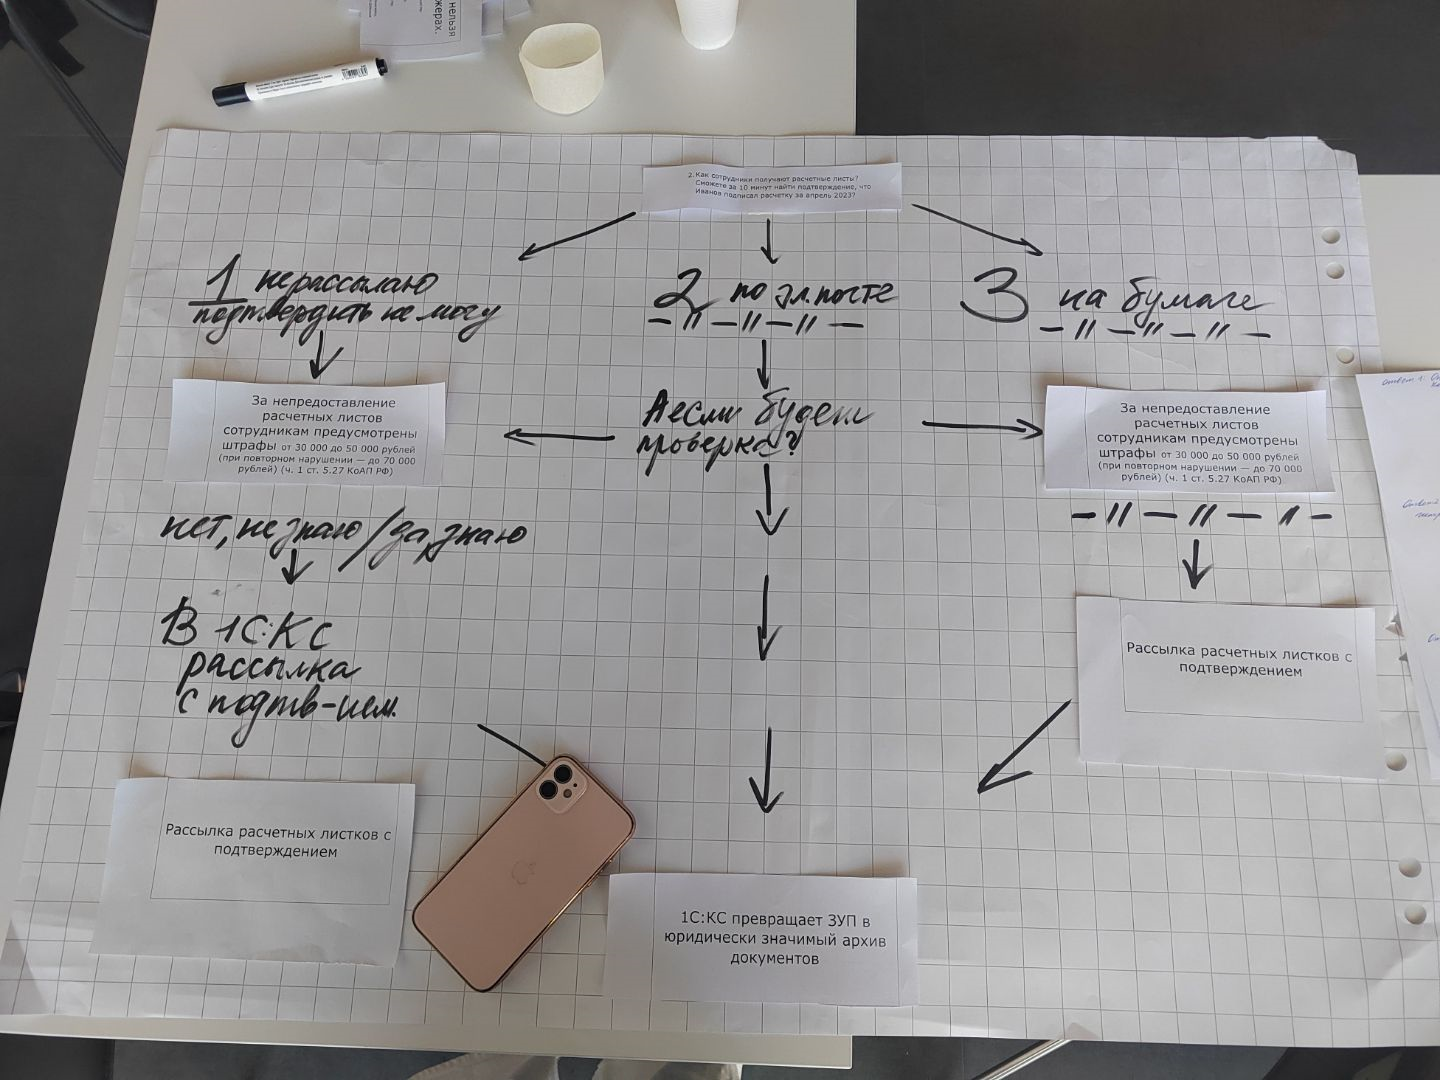 нельзя
жерах.
2. Как сотрудники получают расчетные листы?
Сможете за 10 минут найти подтверждение, что
Иванов подписал расчетку за апрель 2023?
1 не рассылаю
подтвердить не могу
2 по эл. почте
— // — // — // —
3 на бумаге
— // — // — // —
За непредоставление
расчетных листов
сотрудникам предусмотрены
штрафы от 30 000 до 50 000 рублей
(при повторном нарушении — до 70 000
рублей) (ч. 1 ст. 5.27 КоАП РФ)
А если будет
проверка?
За непредоставление
расчетных листов
сотрудникам предусмотрены
штрафы от 30 000 до 50 000 рублей
(при повторном нарушении — до 70 000
рублей) (ч. 1 ст. 5.27 КоАП РФ)
— // — // — // —
нет, не знаю / да, знаю
В 1С:КС
рассылка
с подтв-ием.
Рассылка расчетных листков с
подтверждением
Рассылка расчетных листков с
подтверждением
1С:КС превращает ЗУП в
юридически значимый архив
документов